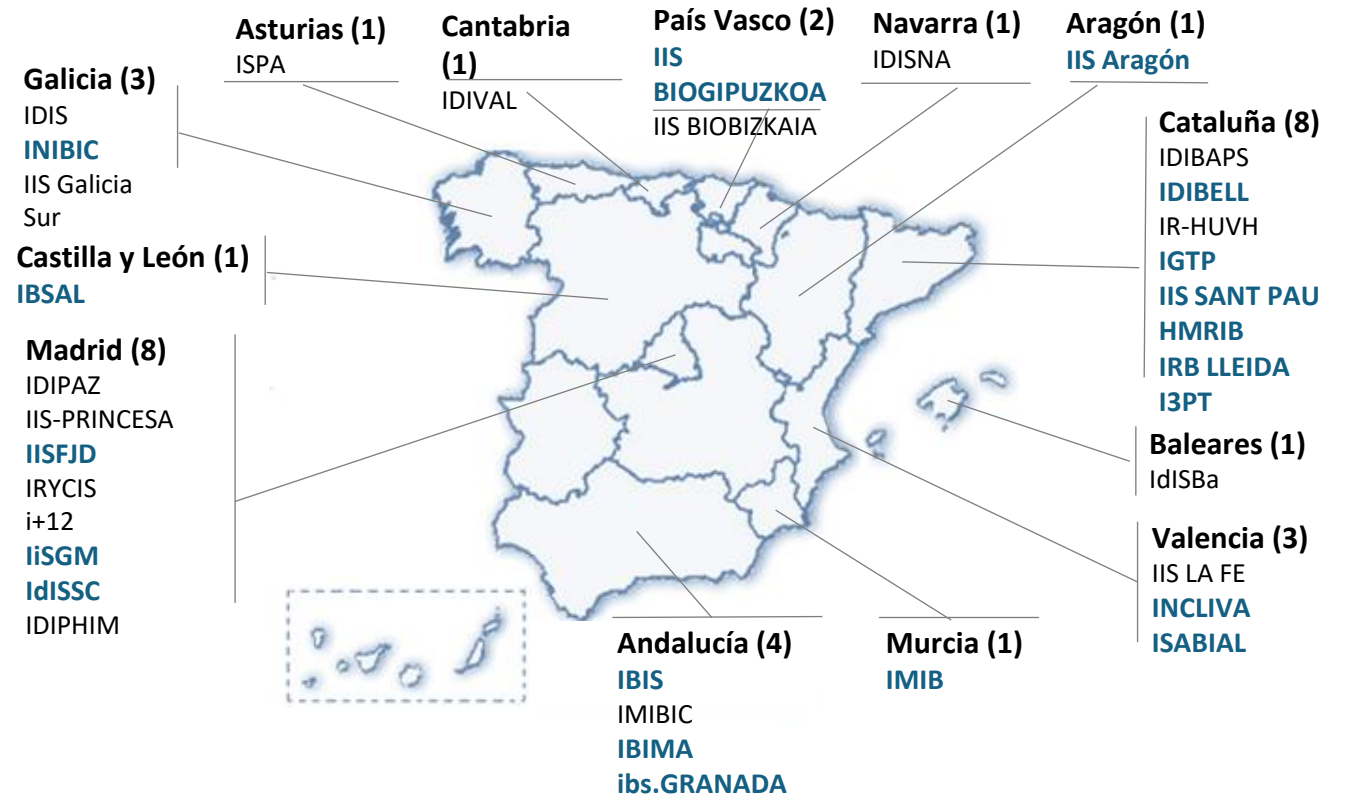 Asturias (1)
ISPA
Cantabria
(1)
IDIVAL
País Vasco (2)
IIS
BIOGIPUZKOA
IIS BIOBIZKAIA
Navarra (1)
IDISNA
Aragón (1)
IIS Aragón
Galicia (3)
IDIS
INIBIC
IIS Galicia
Sur
Castilla y León (1)
IBSAL
Madrid (8)
IDIPAZ
IIS-PRINCESA
IISFJD
IRYCIS
i+12
IiSGM
IdISSC
IDIPHIM
Cataluña (8)
IDIBAPS
IDIBELL
IR-HUVH
IGTP
IIS SANT PAU
HMRIB
IRB LLEIDA
I3PT
Baleares (1)
IdISBa
Valencia (3)
IIS LA FE
INCLIVA
ISABIAL
Andalucía (4)
IBIS
IMIBIC
IBIMA
ibs.GRANADA
Murcia (1)
IMIB